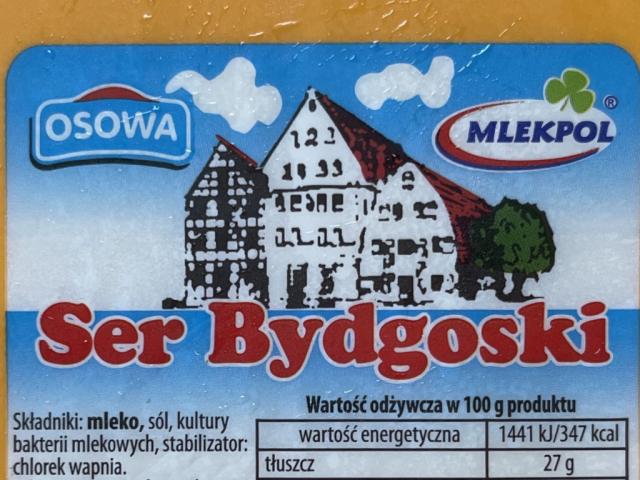 OSOWA
MLEKPOL ®
Ser Bydgoski
Składniki: mleko, sól, kultury
bakterii mlekowych, stabilizator:
chlorek wapnia.
Wartość odżywcza w 100 g produktu
wartość energetyczna 1441 kJ/347 kcal
tłuszcz 27 g